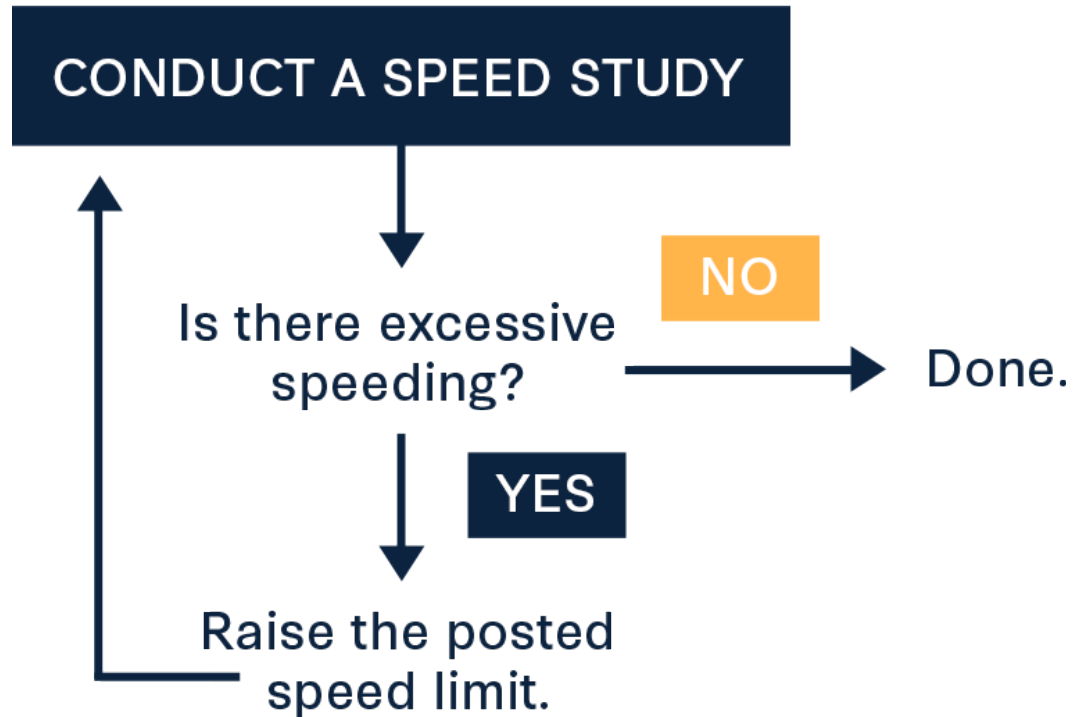 CONDUCT A SPEED STUDY
NO
Is there excessive
speeding?
Done.
YES
Raise the posted
speed limit.